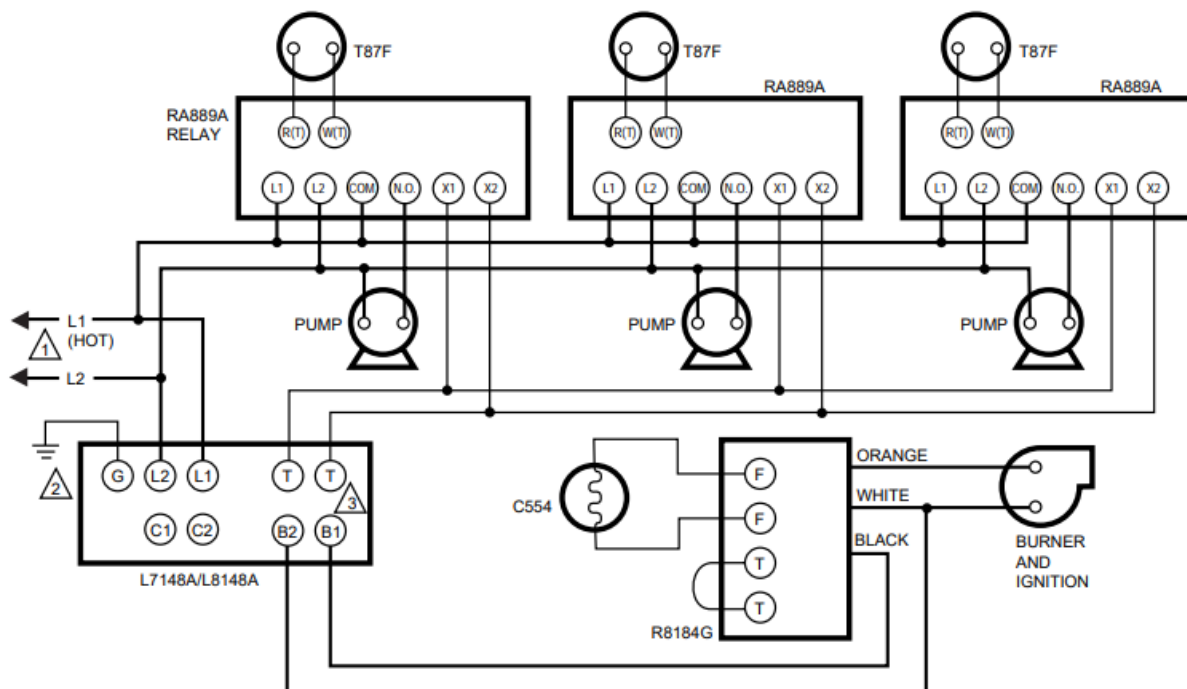 T87F T87F T87F
RA889A RELAY RA889A RA889A
R(T) W(T) R(T) W(T) R(T) W(T)
L1 L2 COM N.O. X1 X2 L1 L2 COM N.O. X1 X2 L1 L2 COM N.O. X1 X2
PUMP PUMP PUMP
L1
(HOT)
1
L2
G L2 L1 T T
2
3
C1 C2 B2 B1
L7148A/L8148A
C554
F
F
T
T
R8184G
ORANGE
WHITE
BLACK
BURNER
AND
IGNITION